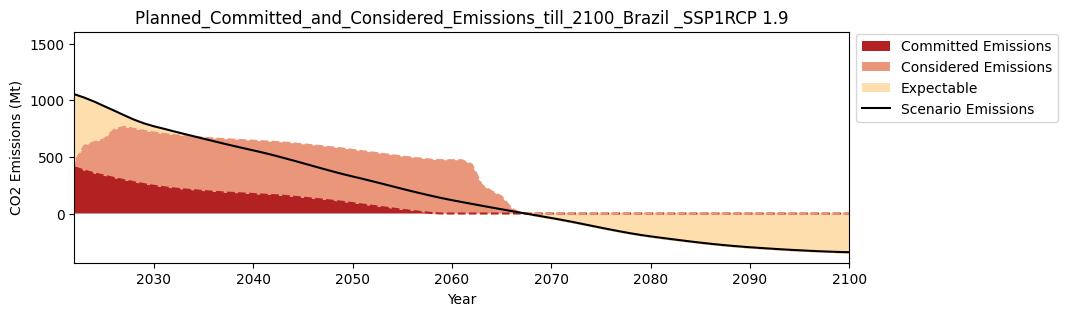 Planned_Committed_and_Considered_Emissions_till_2100_Brazil _SSP1RCP 1.9
1500
1000
500
0
CO2 Emissions (Mt)
2030
2040
2050
2060
2070
2080
2090
2100
Year
Committed Emissions
Considered Emissions
Expectable
Scenario Emissions